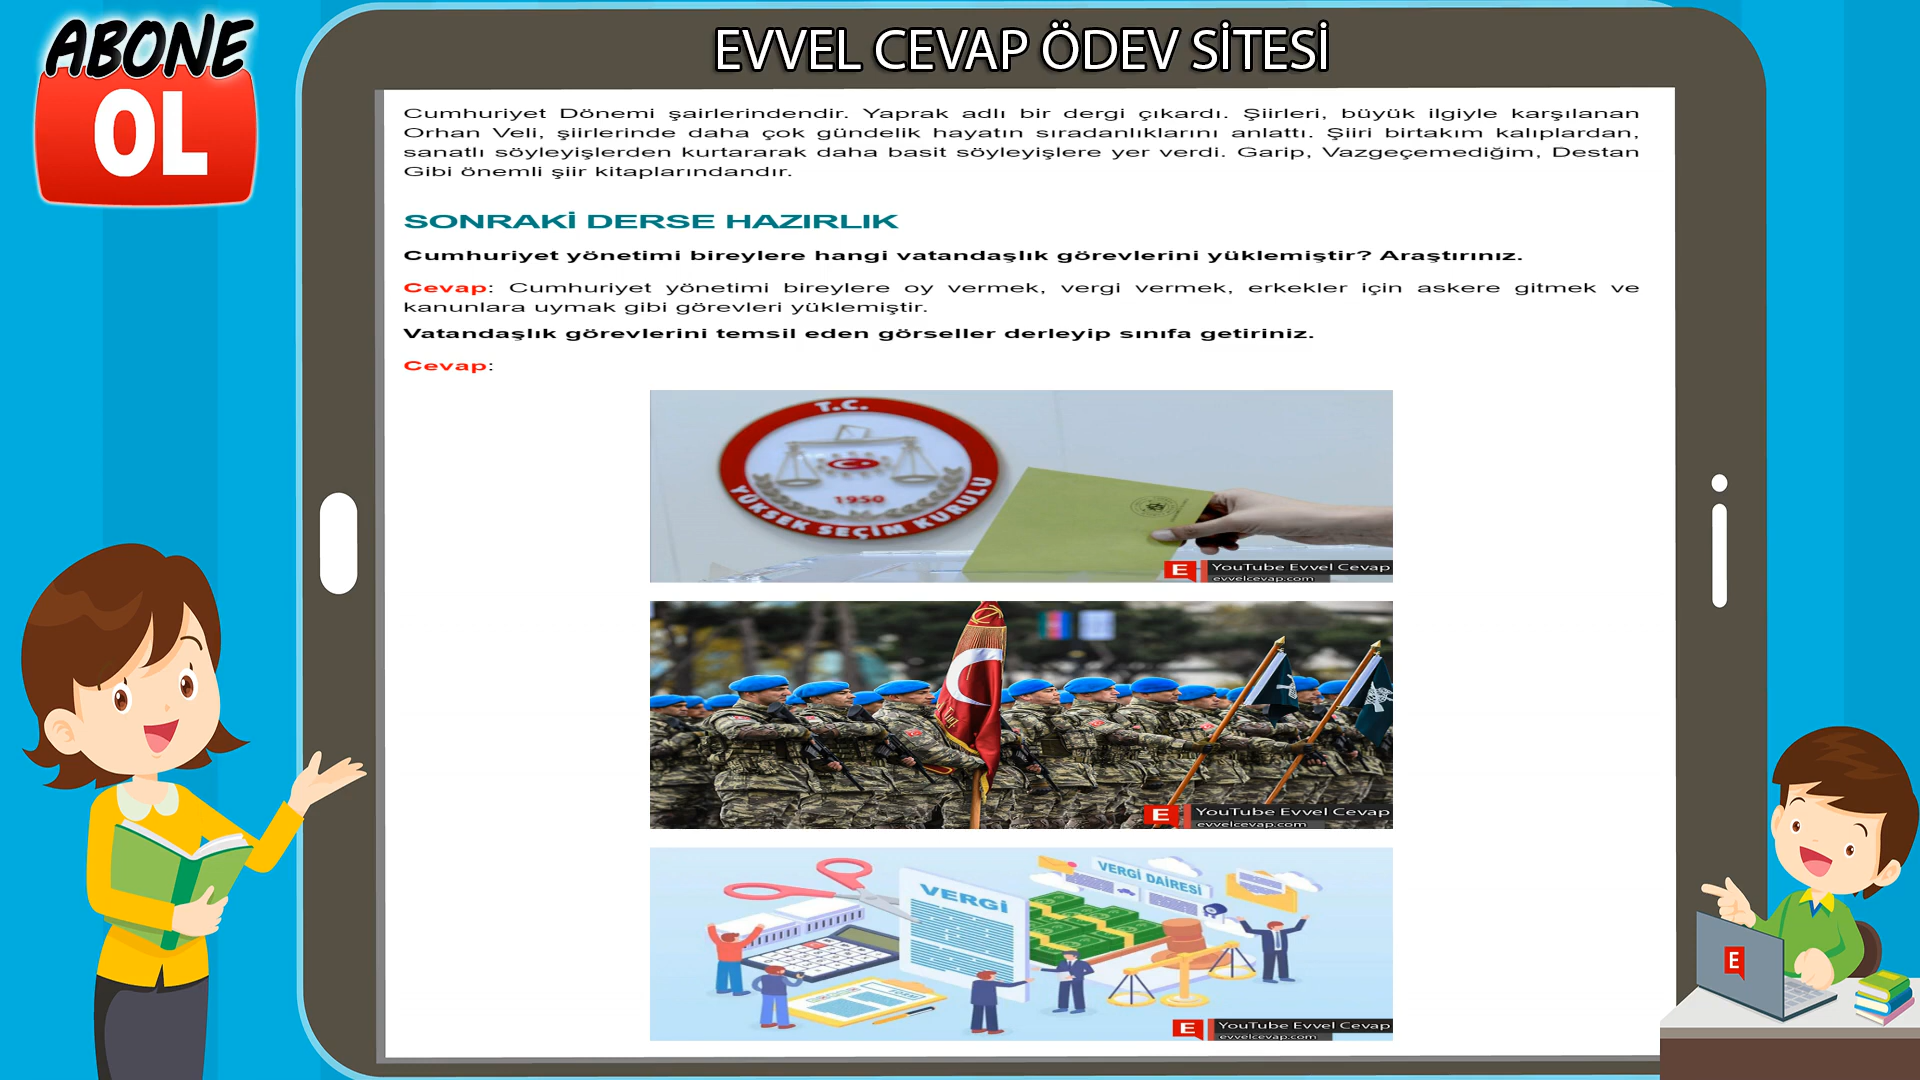 ABONE
OL
EVVEL CEVAP ÖDEV SİTESİ
Cumhuriyet Dönemi şairlerindendir. Yaprak adlı bir dergi çıkardı. Şiirleri, büyük ilgiyle karşılanan
Orhan Veli, şiirlerinde daha çok gündelik hayatın sıradanlıklarını anlattı. Şiiri birtakım kalıplardan,
sanatlı söyleyişlerden kurtararak daha basit söyleyişlere yer verdi. Garip, Vazgeçemediğim, Destan
Gibi önemli şiir kitaplarındandır.
SONRAKİ DERSE HAZIRLIK
Cumhuriyet yönetimi bireylere hangi vatandaşlık görevlerini yüklemiştir? Araştırınız.
Cevap: Cumhuriyet yönetimi bireylere oy vermek, vergi vermek, erkekler için askere gitmek ve
kanunlara uymak gibi görevleri yüklemiştir.
Vatandaşlık görevlerini temsil eden görseller derleyip sınıfa getiriniz.
Cevap:
T.C.
1950
YÜKSEK SEÇİM KURULU
E YouTube Evvel Cevap
evvelcevap.com
E YouTube Evvel Cevap
evvelcevap.com
VERGİ DAİRESİ
VERGİ
FORM
E YouTube Evvel Cevap
evvelcevap.com
E